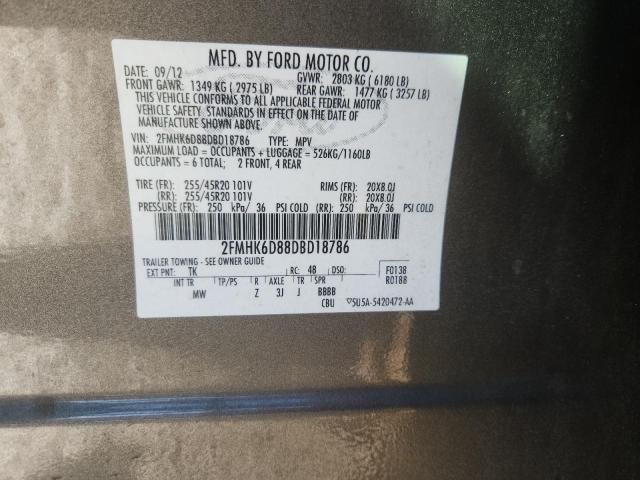 MFD. BY FORD MOTOR CO.
DATE: 09/12 GVWR: 2803 KG ( 6180 LB)
FRONT GAWR: 1349 KG ( 2975 LB) REAR GAWR: 1477 KG ( 3257 LB)
THIS VEHICLE CONFORMS TO ALL APPLICABLE FEDERAL MOTOR
VEHICLE SAFETY STANDARDS IN EFFECT ON THE DATE OF
MANUFACTURE SHOWN ABOVE.
VIN: 2FMHK6D88DBD18786 TYPE: MPV
MAXIMUM LOAD = OCCUPANTS + LUGGAGE = 526KG/1160LB
OCCUPANTS = 6 TOTAL; 2 FRONT, 4 REAR
TIRE (FR): 255/45R20 101V RIMS (FR): 20X8.0J
(RR): 255/45R20 101V (RR): 20X8.0J
PRESSURE (FR): 250 kPa/ 36 PSI COLD (RR): 250 kPa/ 36 PSI COLD
2FMHK6D88DBD18786
TRAILER TOWING - SEE OWNER GUIDE
EXT PNT: TK RC: 48 DSO: F0138
R0188
INT TR TP/PS R AXLE TR SPR
MW Z 3J J BBBB
CBU 5U5A-5420472-AA